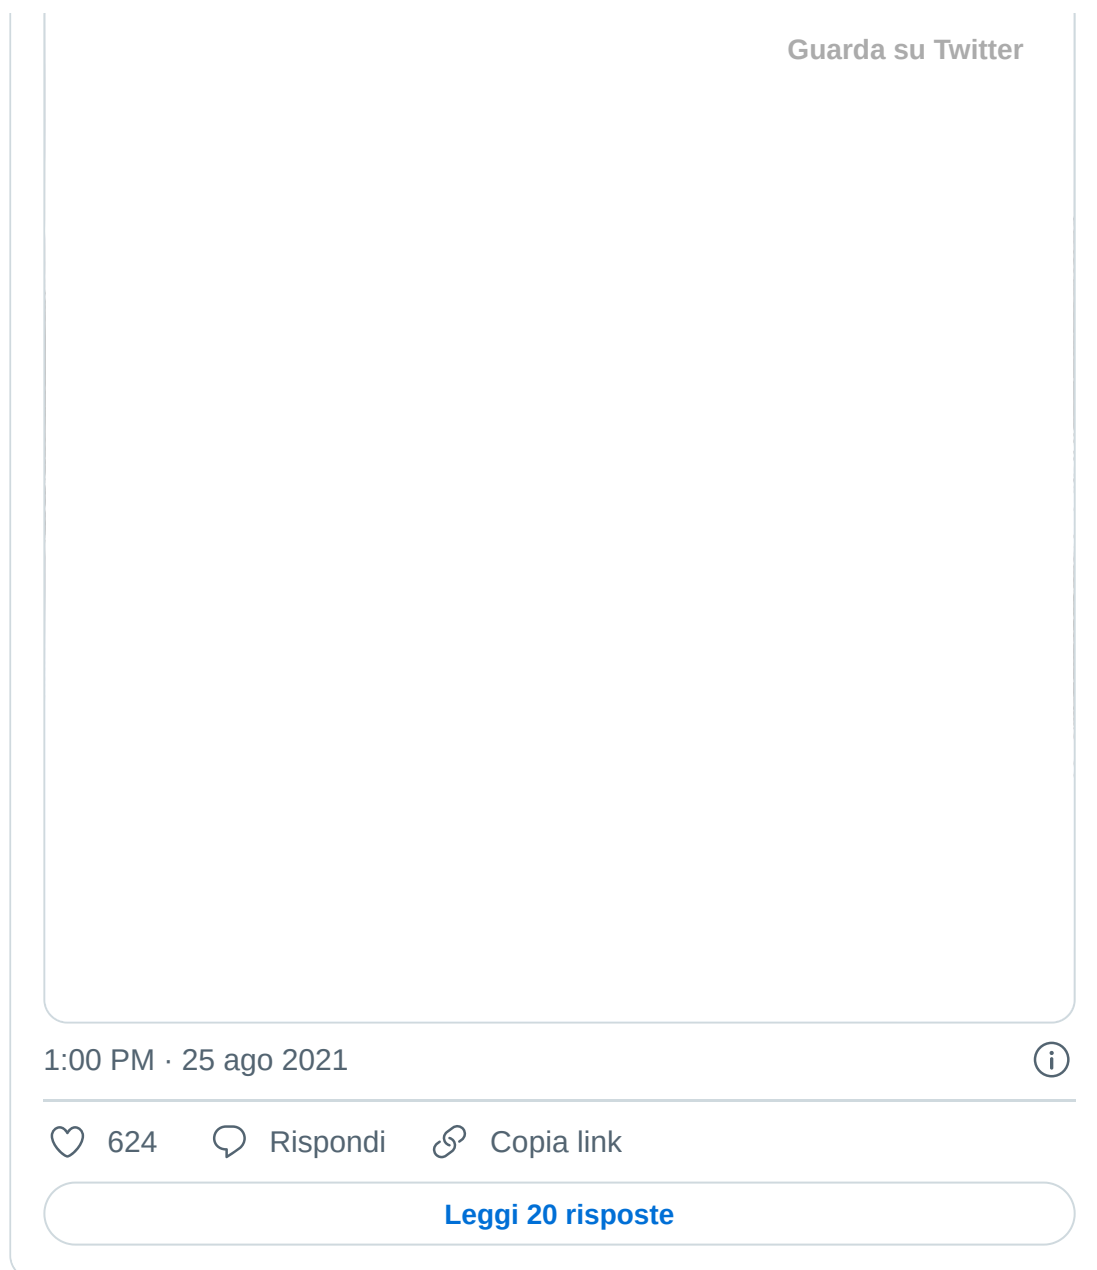 Guarda su Twitter
1:00 PM · 25 ago 2021
624 Rispondi Copia link
Leggi 20 risposte